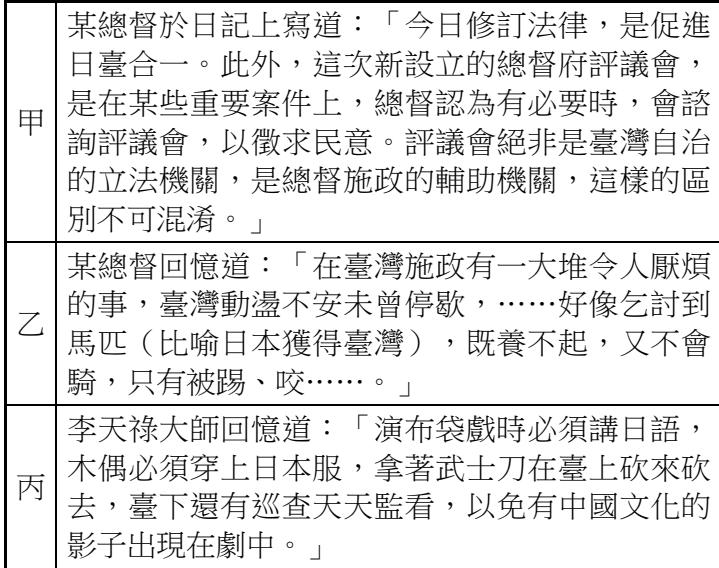 某總督於日記上寫道：「今日修訂法律，是促進
日臺合一。此外，這次新設立的總督府評議會，
甲
是在某些重要案件上，總督認為有必要時，會諮
詢評議會，以徵求民意。評議會絕非是臺灣自治
的立法機關，是總督施政的輔助機關，這樣的區
別不可混淆。」
某總督回憶道：「在臺灣施政有一大堆令人厭煩
的事，臺灣動盪不安未曾停歇，……好像乞討到
乙
馬匹（比喻日本獲得臺灣），既養不起，又不會
騎，只有被踢、咬……。」
李天祿大師回憶道：「演布袋戲時必須講日語，
木偶必須穿上日本服，拿著武士刀在臺上砍來砍
丙
去，臺下還有巡查天天監看，以免有中國文化的
影子出現在劇中。」